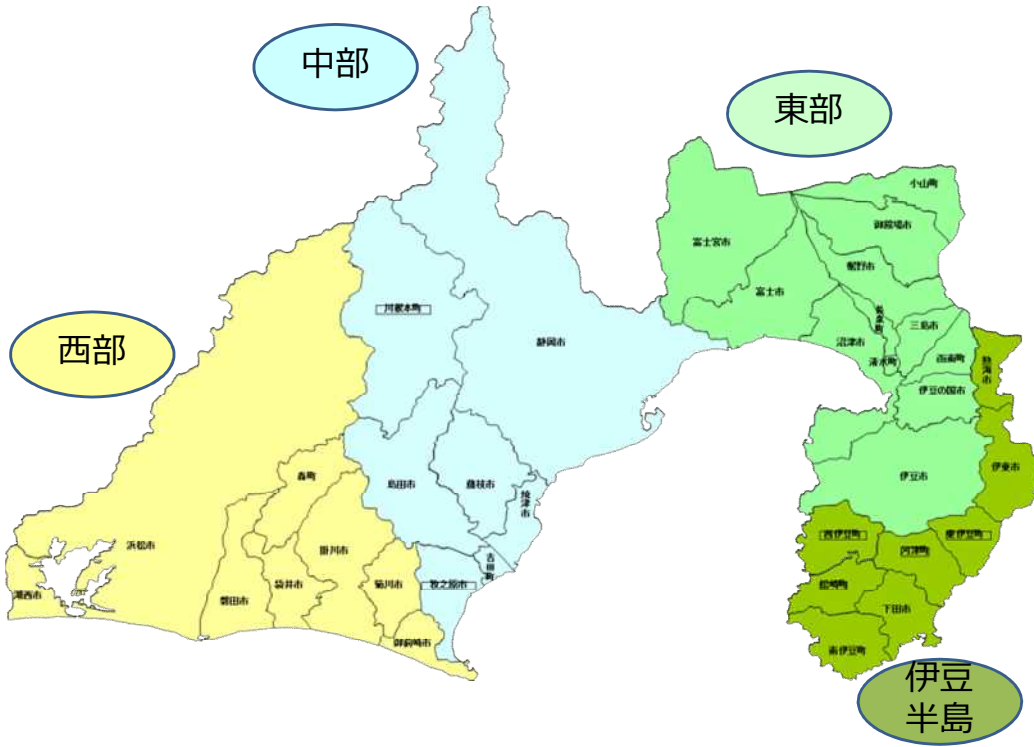 中部
東部
小山町
御殿場市
富士宮市
裾野市
富士市
川根本町
長泉町
三島市
静岡市
沼津市
西部
清水町
函南町
熱海市
伊豆の国市
伊東市
森町
島田市
藤枝市
焼津市
伊豆市
浜松市
掛川市
西伊豆町
東伊豆町
河津町
吉田町
袋井市
菊川市
牧之原市
松崎町
湖西市
磐田市
下田市
御前崎市
南伊豆町
伊豆
半島